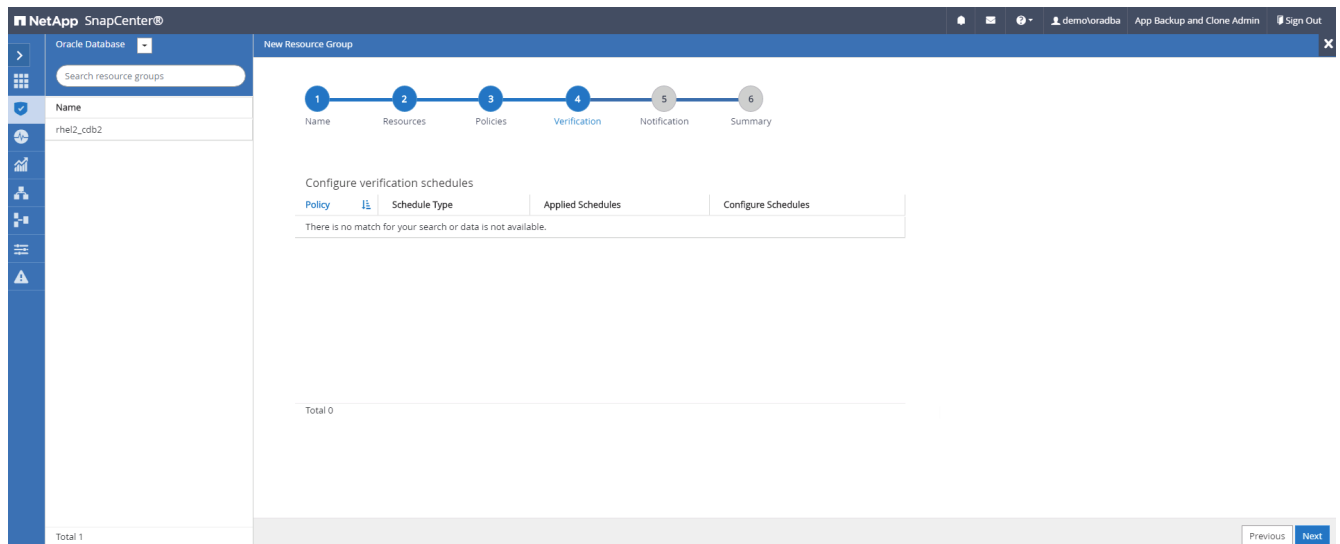 NetApp SnapCenter®
demo\oradba App Backup and Clone Admin Sign Out
Oracle Database
New Resource Group
Search resource groups
Name
rhel2_cdb2
1 2 3 4 5 6
Name Resources Policies Verification Notification Summary
Configure verification schedules
Policy Schedule Type Applied Schedules Configure Schedules
There is no match for your search or data is not available.
Total 0
Total 1
Previous Next